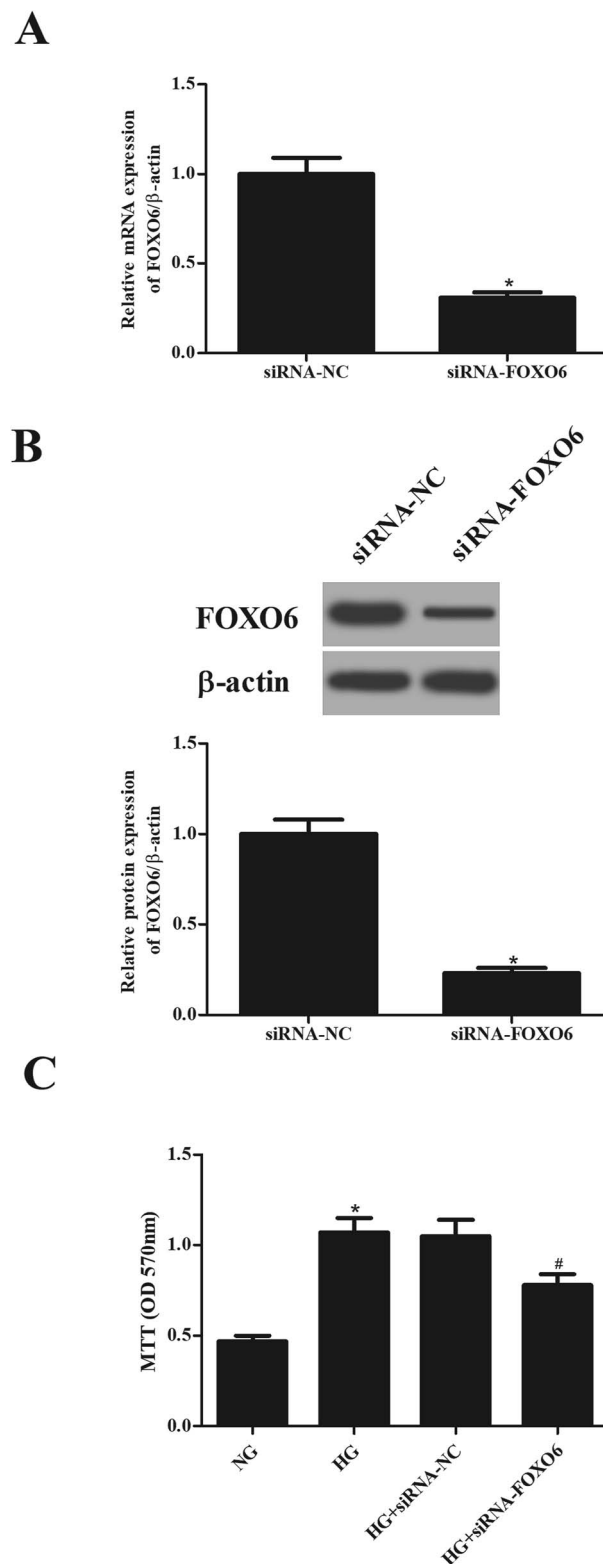 A
1.5
1.0
0.5
0.0
Relative mRNA expression
of FOXO6/β-actin
*
siRNA-NC
siRNA-FOXO6
B
siRNA-NC
siRNA-FOXO6
FOXO6
β-actin
1.5
1.0
0.5
0.0
Relative protein expression
of FOXO6/β-actin
*
siRNA-NC
siRNA-FOXO6
C
1.5
1.0
0.5
0.0
MTT (OD 570nm)
*
#
NG
HG
HG+siRNA-NC
HG+siRNA-FOXO6